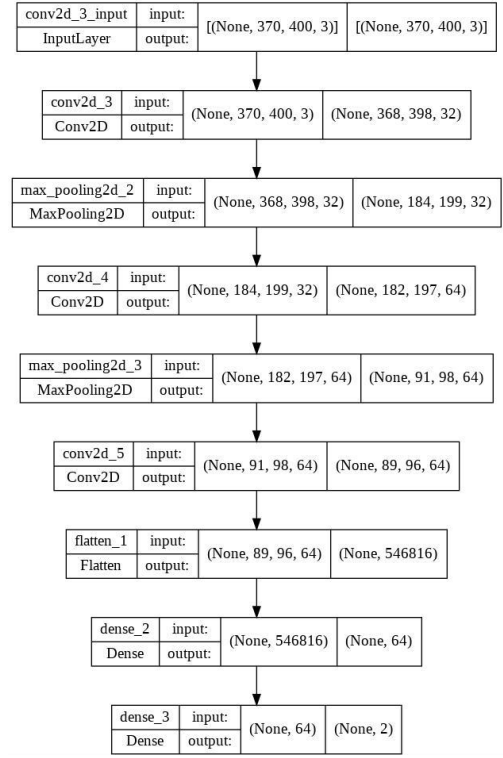 conv2d_3_input input: [(None, 370, 400, 3)] [(None, 370, 400, 3)]
InputLayer output:
conv2d_3 input: (None, 370, 400, 3) (None, 368, 398, 32)
Conv2D output:
max_pooling2d_2 input: (None, 368, 398, 32) (None, 184, 199, 32)
MaxPooling2D output:
conv2d_4 input: (None, 184, 199, 32) (None, 182, 197, 64)
Conv2D output:
max_pooling2d_3 input: (None, 182, 197, 64) (None, 91, 98, 64)
MaxPooling2D output:
conv2d_5 input: (None, 91, 98, 64) (None, 89, 96, 64)
Conv2D output:
flatten_1 input: (None, 89, 96, 64) (None, 546816)
Flatten output:
dense_2 input: (None, 546816) (None, 64)
Dense output:
dense_3 input: (None, 64) (None, 2)
Dense output: